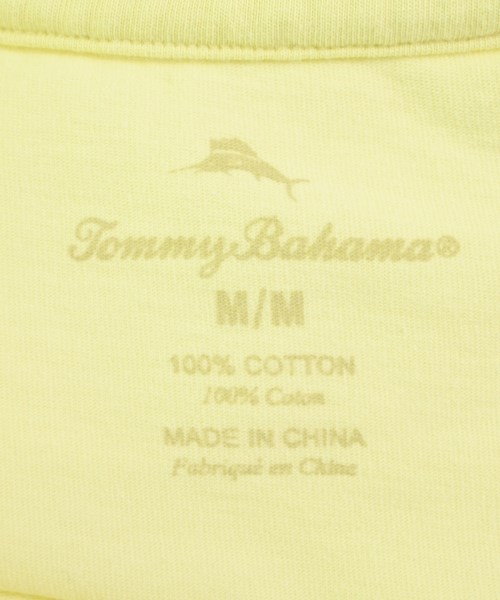 Tommy Bahama®
M/M
100% COTTON
100% Coton
MADE IN CHINA
Fabriqué en Chine